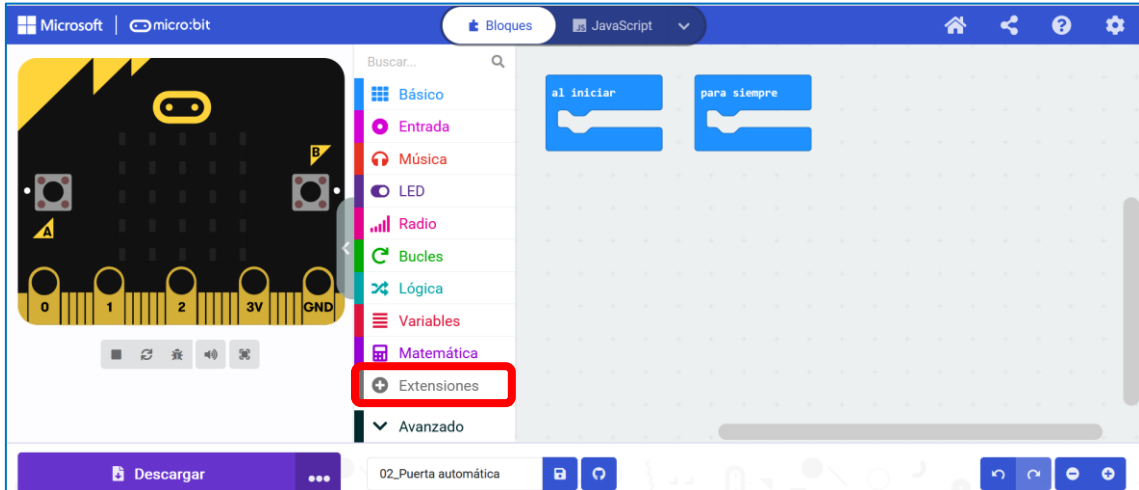 Microsoft micro:bit Bloques JavaScript
Buscar...
Básico
Entrada
Música
LED
Radio
Bucles
Lógica
Variables
Matemática
Extensiones
Avanzado
al iniciar
para siempre
B
A
0 1 2 3V GND
Descargar
02_Puerta automática